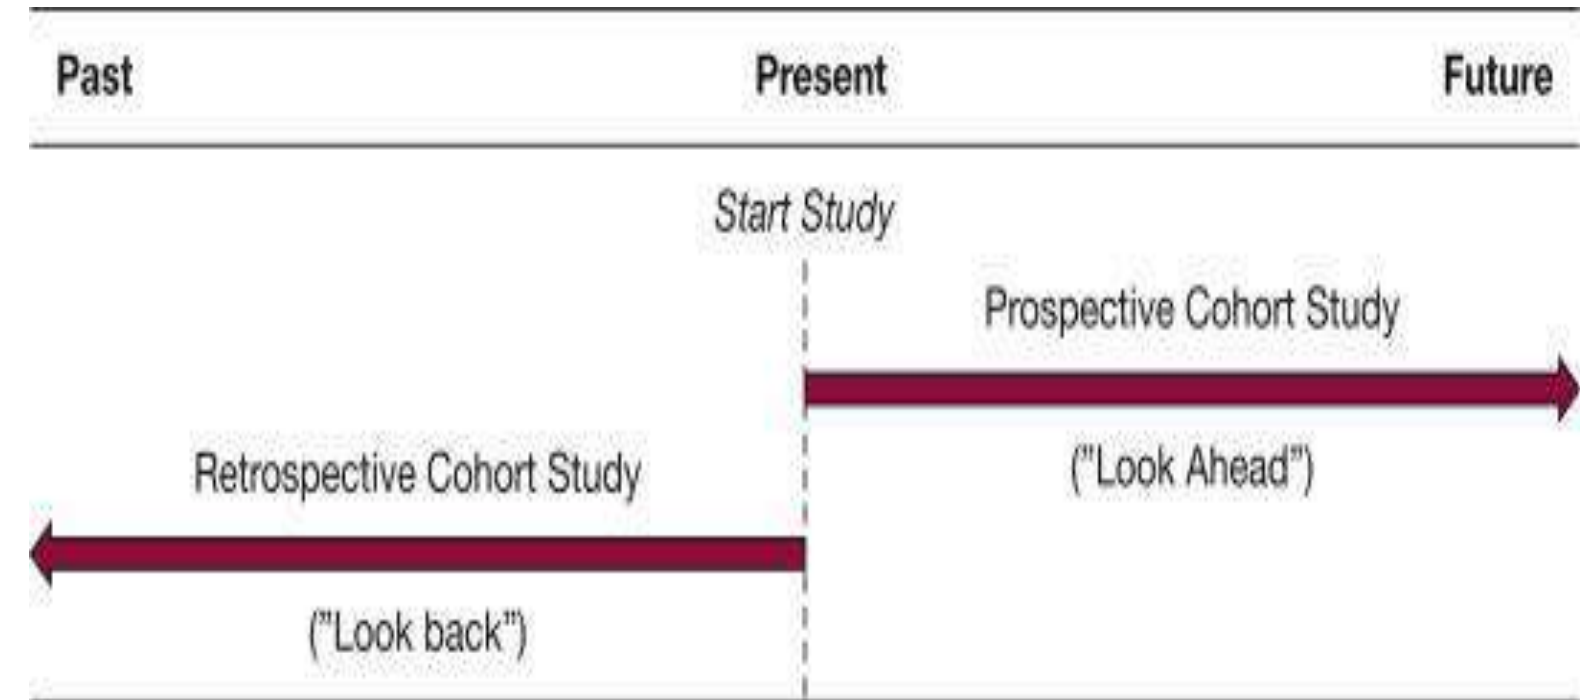 Past Present Future
Start Study
Prospective Cohort Study
("Look Ahead")
Retrospective Cohort Study
("Look back")